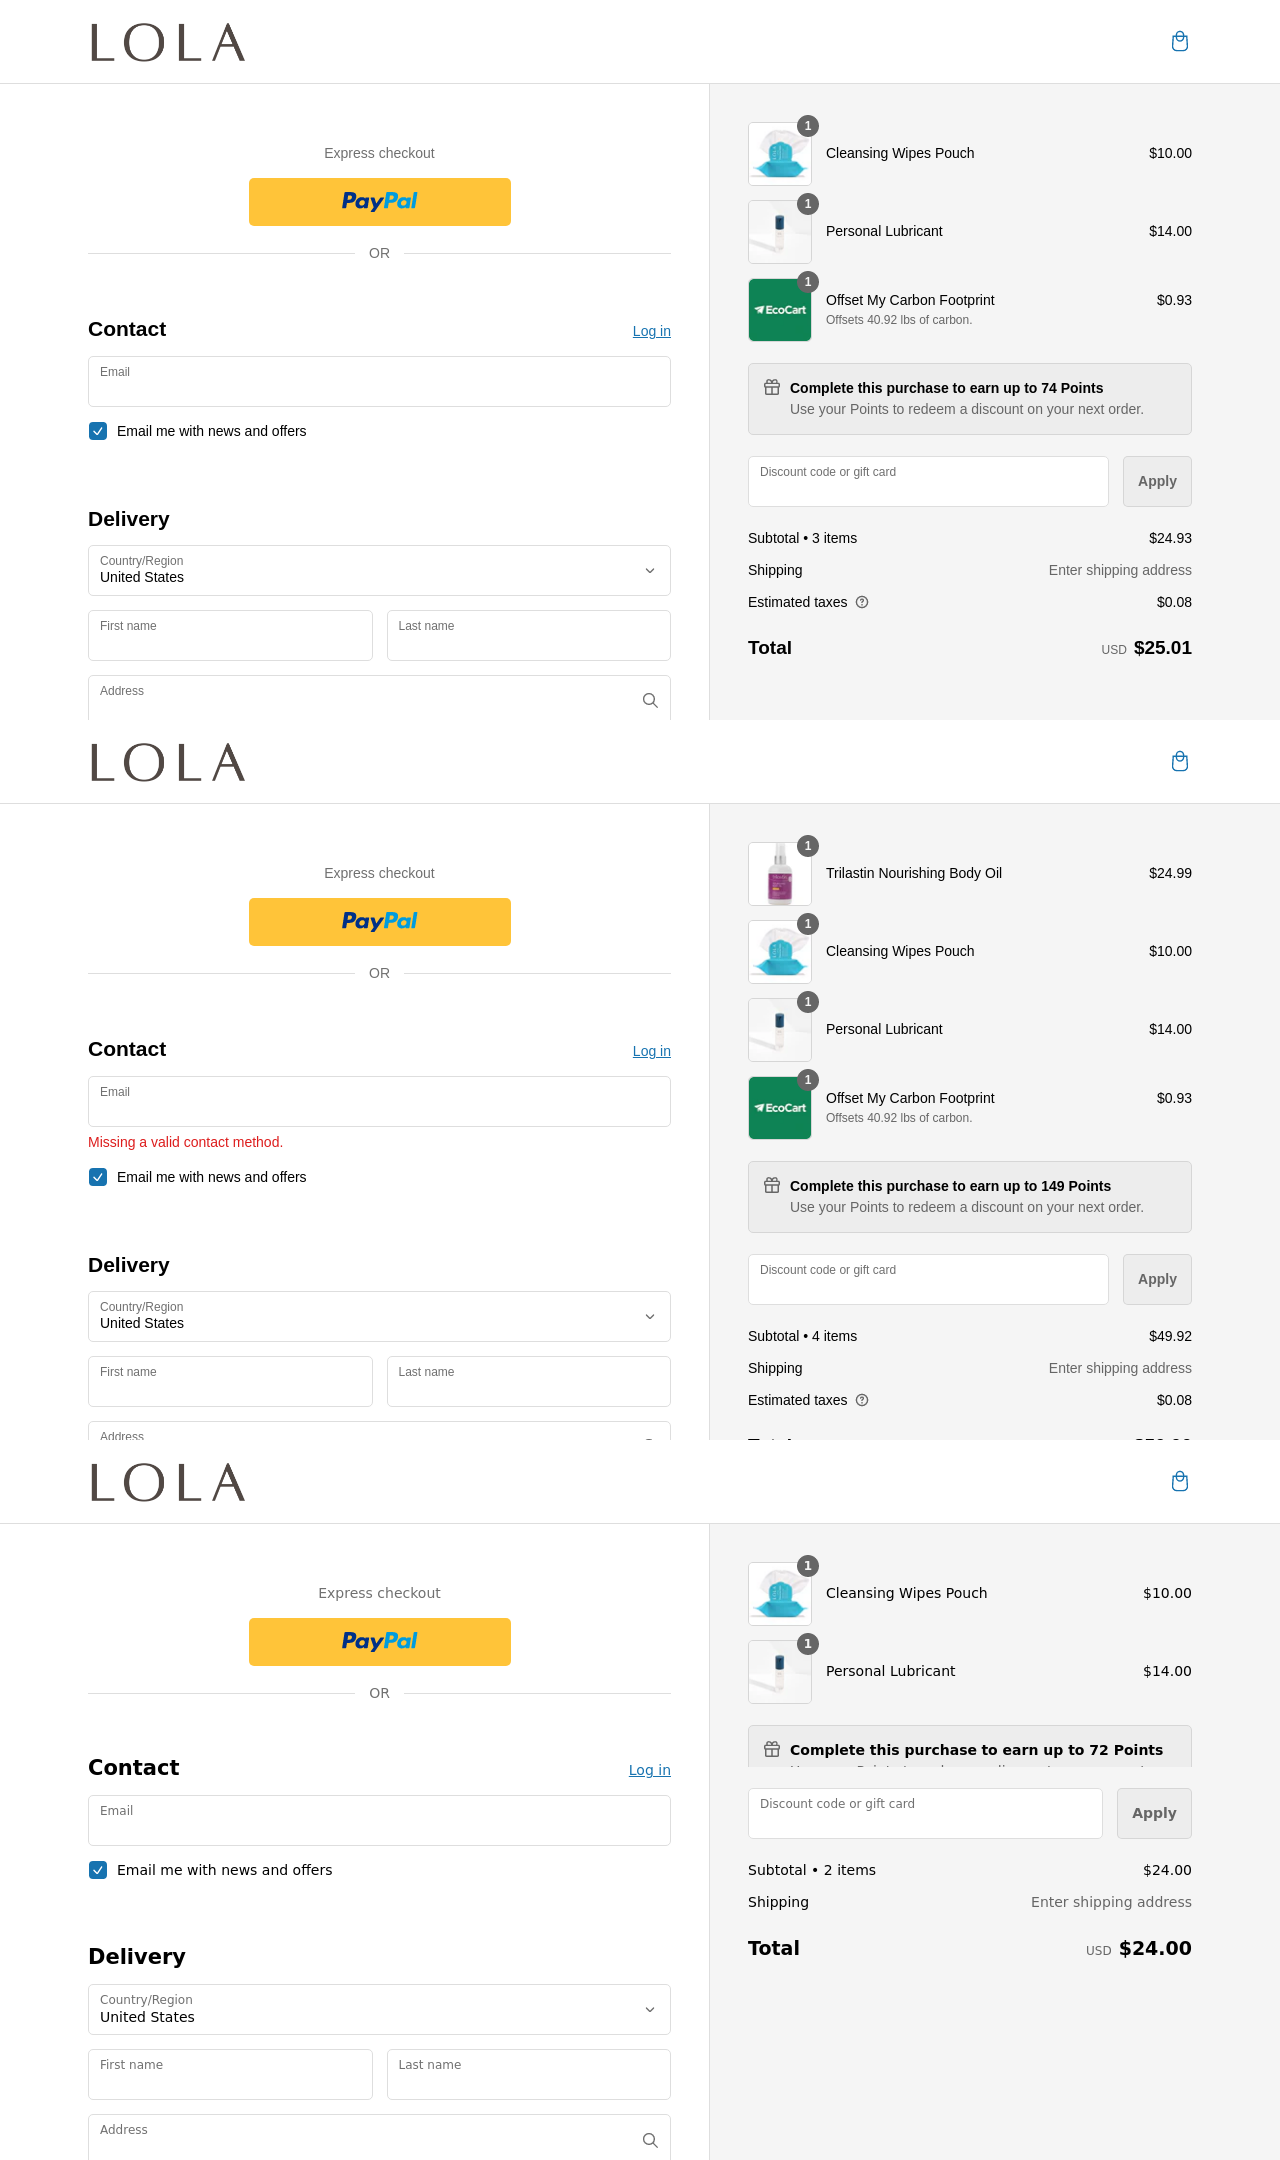 LOLA
Express checkout
PayPal
OR
Contact
Log in
Email
Email me with news and offers
Delivery
Country/Region
United States
First name
Last name
Address
1
Cleansing Wipes Pouch
$10.00
1
Personal Lubricant
$14.00
1
EcoCart
Offset My Carbon Footprint
$0.93
Offsets 40.92 lbs of carbon.
Complete this purchase to earn up to 74 Points
Use your Points to redeem a discount on your next order.
Discount code or gift card
Apply
Subtotal • 3 items
$24.93
Shipping
Enter shipping address
Estimated taxes
$0.08
Total
USD $25.01
LOLA
Express checkout
PayPal
OR
Contact
Log in
Email
Missing a valid contact method.
Email me with news and offers
Delivery
Country/Region
United States
First name
Last name
Address
1
Trilastin Nourishing Body Oil
$24.99
1
Cleansing Wipes Pouch
$10.00
1
Personal Lubricant
$14.00
1
EcoCart
Offset My Carbon Footprint
$0.93
Offsets 40.92 lbs of carbon.
Complete this purchase to earn up to 149 Points
Use your Points to redeem a discount on your next order.
Discount code or gift card
Apply
Subtotal • 4 items
$49.92
Shipping
Enter shipping address
Estimated taxes
$0.08
LOLA
Express checkout
PayPal
OR
Contact
Log in
Email
Email me with news and offers
Delivery
Country/Region
United States
First name
Last name
Address
1
Cleansing Wipes Pouch
$10.00
1
Personal Lubricant
$14.00
Complete this purchase to earn up to 72 Points
Discount code or gift card
Apply
Subtotal • 2 items
$24.00
Shipping
Enter shipping address
Total
USD $24.00